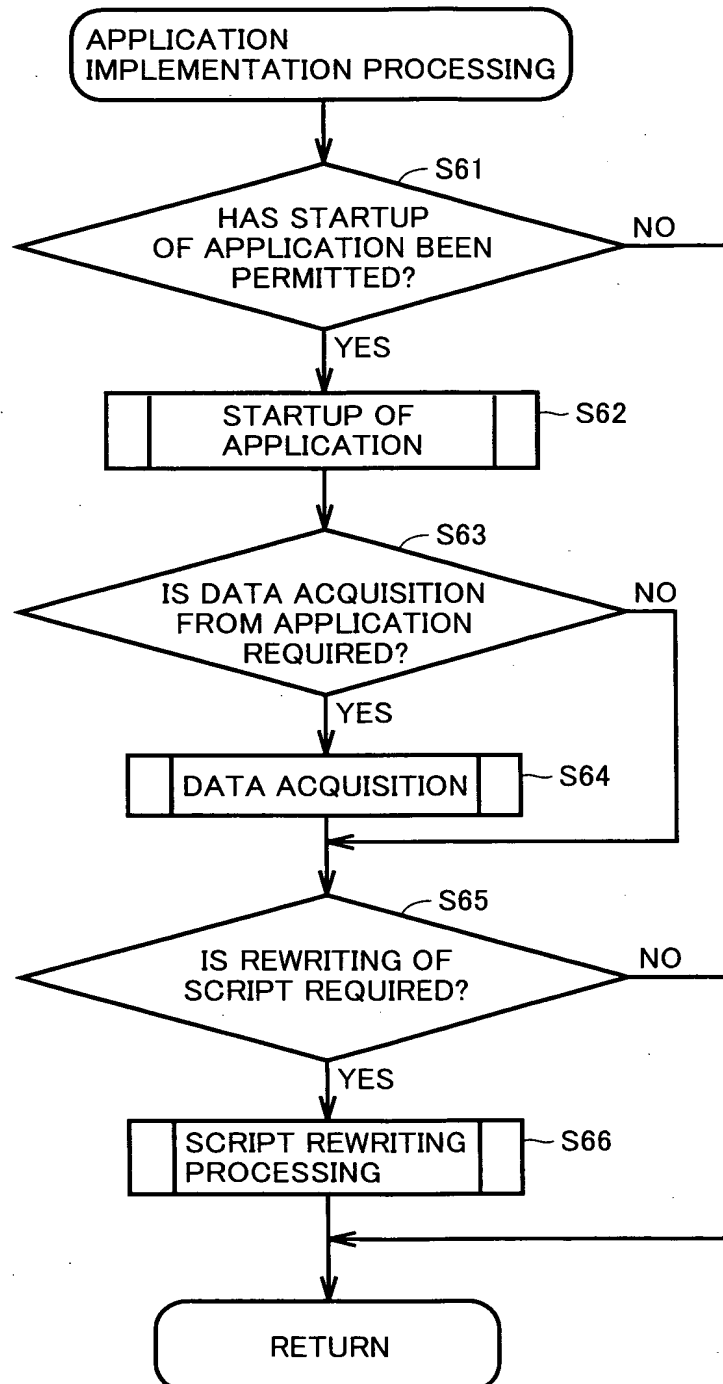 APPLICATION
IMPLEMENTATION PROCESSING
S61
HAS STARTUP
OF APPLICATION BEEN
PERMITTED?
NO
YES
STARTUP OF
APPLICATION
S62
S63
IS DATA ACQUISITION
FROM APPLICATION
REQUIRED?
NO
YES
DATA ACQUISITION
S64
S65
IS REWRITING OF
SCRIPT REQUIRED?
NO
YES
SCRIPT REWRITING
PROCESSING
S66
RETURN